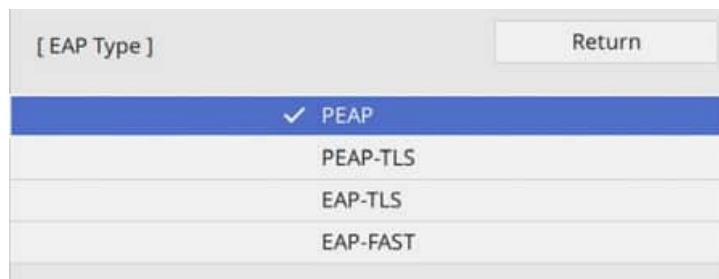 [ EAP Type ]
Return
PEAP
PEAP-TLS
EAP-TLS
EAP-FAST